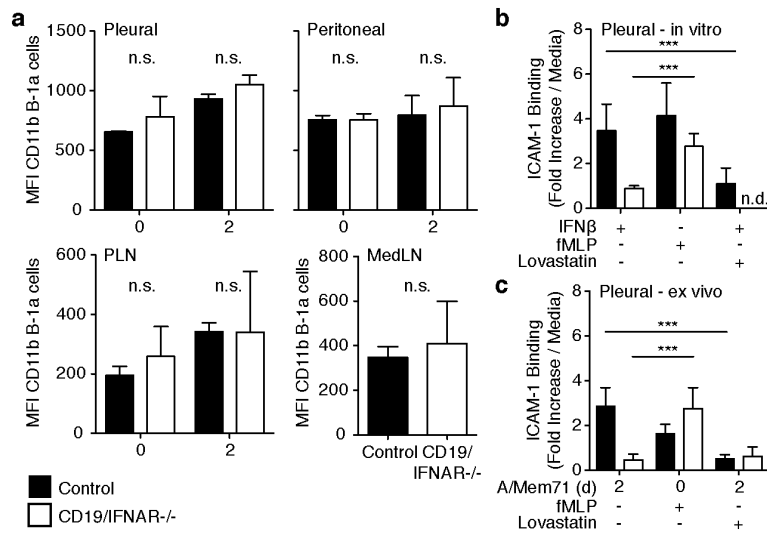 a
Pleural
Peritoneal
MFI CD11b B-1a cells
1500
1000
500
0
n.s. n.s.
n.s. n.s.
0 2
0 2
PLN
MedLN
MFI CD11b B-1a cells
600
400
200
0
n.s. n.s.
0 2
MFI CD11b B-1a cells
800
600
400
200
0
n.s.
Control CD19/
IFNAR-/-
Control
CD19/IFNAR-/-
b
Pleural - in vitro
ICAM-1 Binding
(Fold Increase / Media)
8
6
4
2
0
***
***
n.d.
IFNβ + - +
fMLP - + -
Lovastatin - - +
c
Pleural - ex vivo
ICAM-1 Binding
(Fold Increase / Media)
8
6
4
2
0
***
***
A/Mem71 (d) 2 0 2
fMLP - + -
Lovastatin - - +